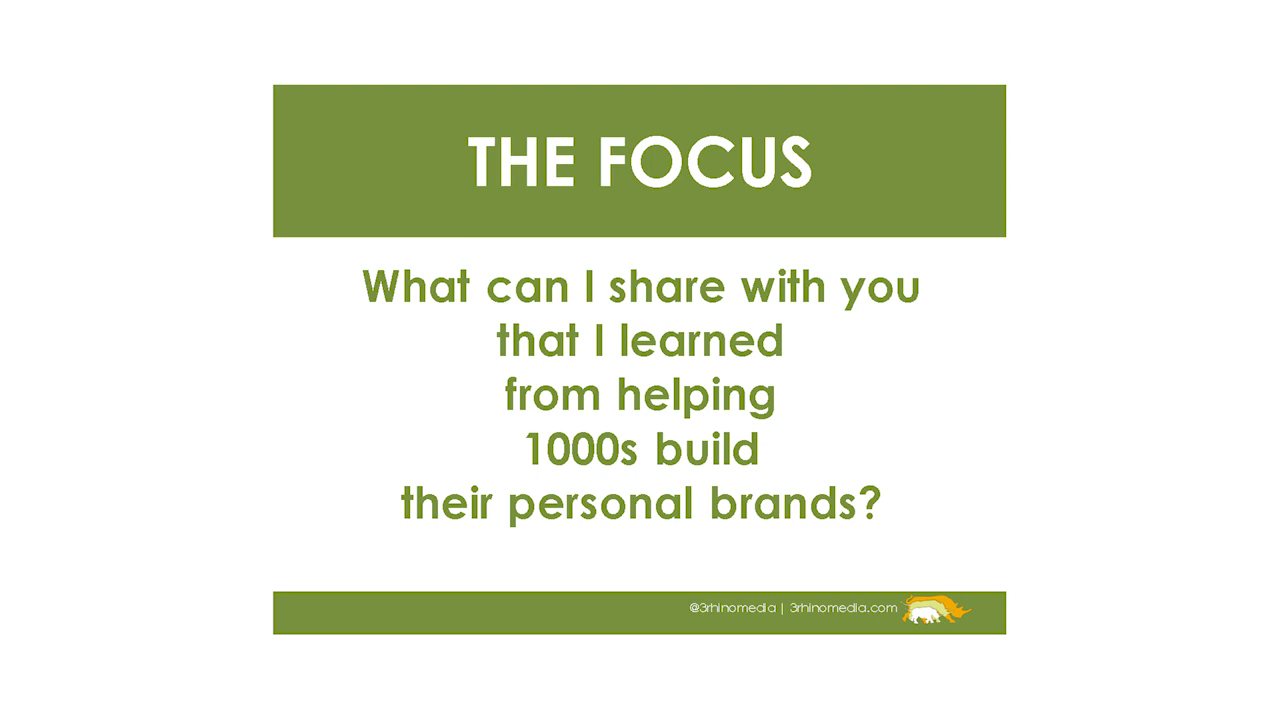 THE FOCUS
What can I share with you
that I learned
from helping
1000s build
their personal brands?
@3rhinomedia | 3rhinomedia.com